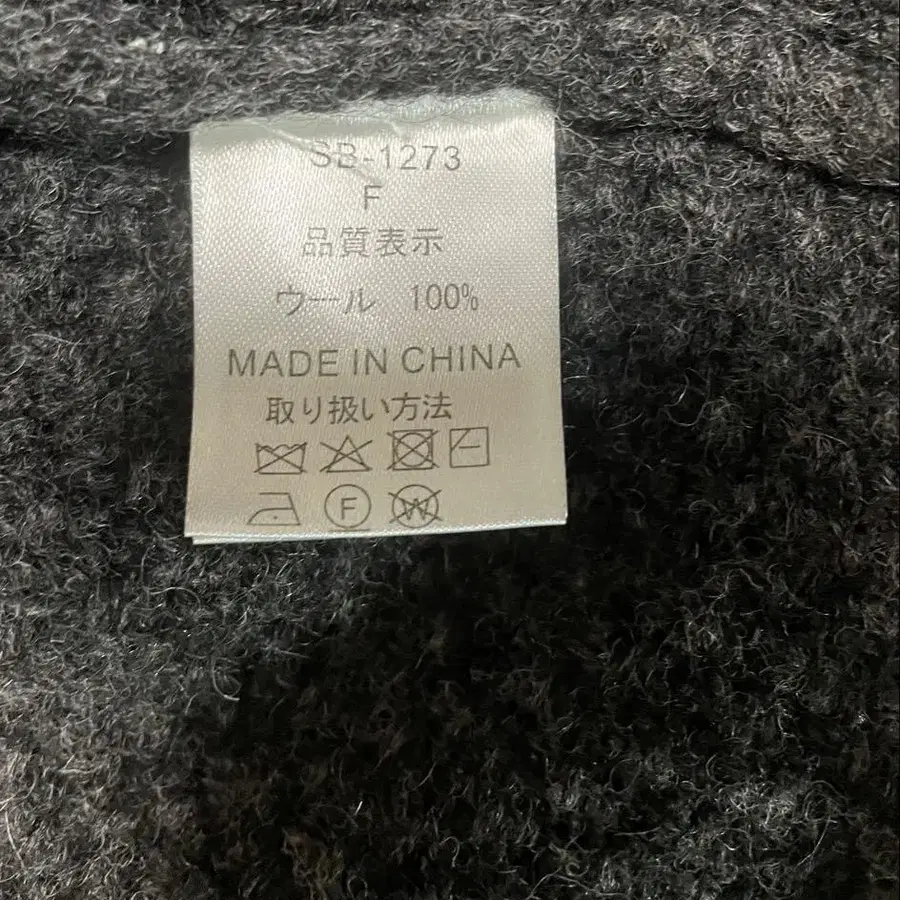 SB-1273
F
品質表示
ウール 100%
MADE IN CHINA
取り扱い方法
F
W